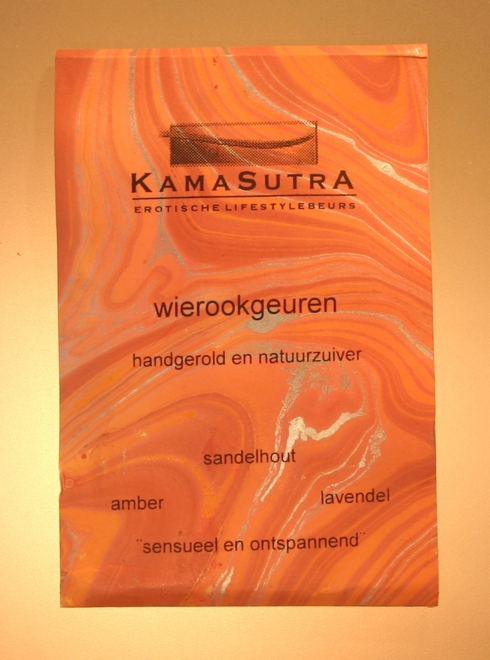 KAMASUTRA
EROTISCHE LIFESTYLEBEURS
wierookgeuren
handgerold en natuurzuiver
sandelhout
amber lavendel
¨sensueel en ontspannend¨